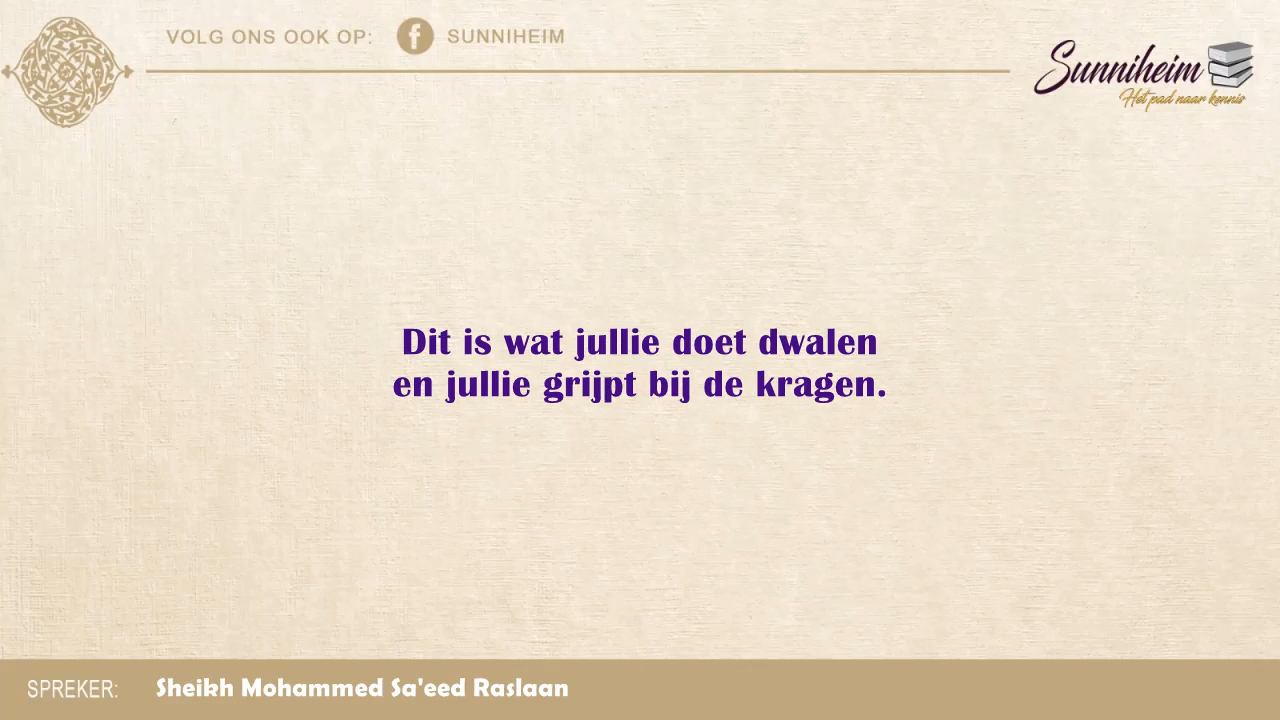 VOLG ONS OOK OP: SUNNIHEIM
Sunniheim
Het pad naar kennis
Dit is wat jullie doet dwalen
en jullie grijpt bij de kragen.
SPREKER: Sheikh Mohammed Sa'eed Raslaan